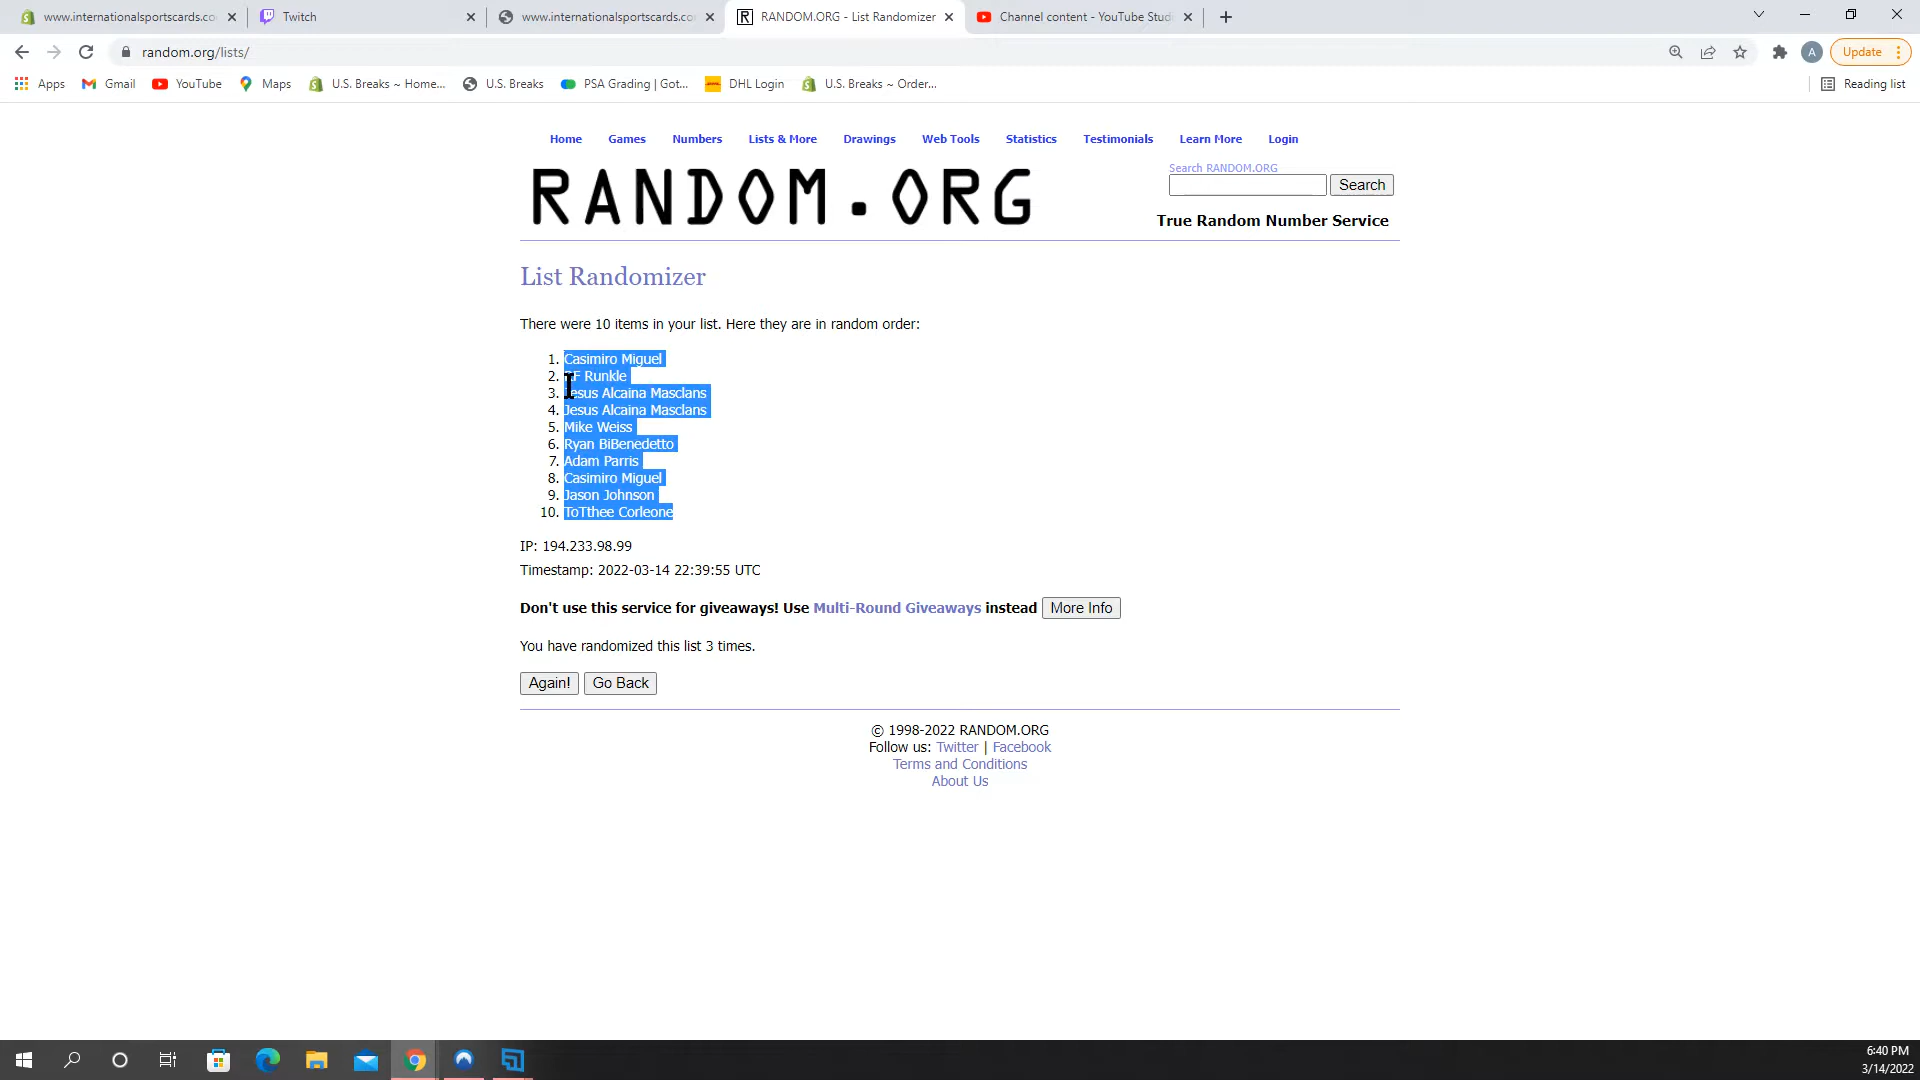 www.internationalsportscards.co
Twitch
www.internationalsportscards.co
RANDOM.ORG - List Randomizer
Channel content - YouTube Stud
random.org/lists/
A
Update
Apps
Gmail
YouTube
Maps
U.S. Breaks ~ Home...
U.S. Breaks
PSA Grading | Got...
DHL Login
U.S. Breaks ~ Order...
Reading list
Home Games Numbers Lists & More Drawings Web Tools Statistics Testimonials Learn More Login
Search RANDOM.ORG
RANDOM.ORG
Search
True Random Number Service
List Randomizer
There were 10 items in your list. Here they are in random order:
1. Casimiro Miguel
2. F Runkle
3. Jesus Alcaina Masclans
4. Jesus Alcaina Masclans
5. Mike Weiss
6. Ryan BiBenedetto
7. Adam Parris
8. Casimiro Miguel
9. Jason Johnson
10. ToTthee Corleone
IP: 194.233.98.99
Timestamp: 2022-03-14 22:39:55 UTC
Don't use this service for giveaways! Use Multi-Round Giveaways instead More Info
You have randomized this list 3 times.
Again! Go Back
© 1998-2022 RANDOM.ORG
Follow us: Twitter | Facebook
Terms and Conditions
About Us
6:40 PM
3/14/2022